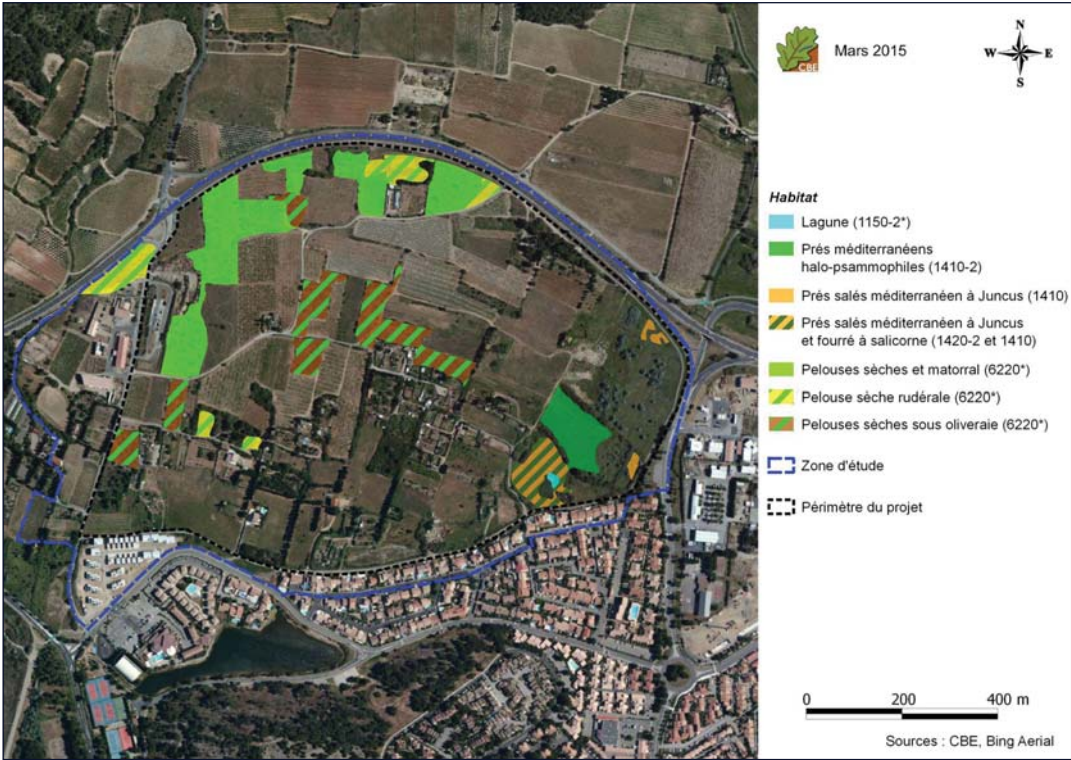 CBE
Mars 2015
N
W E
S
Habitat
Lagune (1150-2*)
Prés méditerranéens
halo-psammophiles (1410-2)
Prés salés méditerranéen à Juncus (1410)
Prés salés méditerranéen à Juncus
et fourré à salicorne (1420-2 et 1410)
Pelouses sèches et matorral (6220*)
Pelouse sèche rudérale (6220*)
Pelouses sèches sous oliveraie (6220*)
Zone d'étude
Périmètre du projet
0 200 400 m
Sources : CBE, Bing Aerial